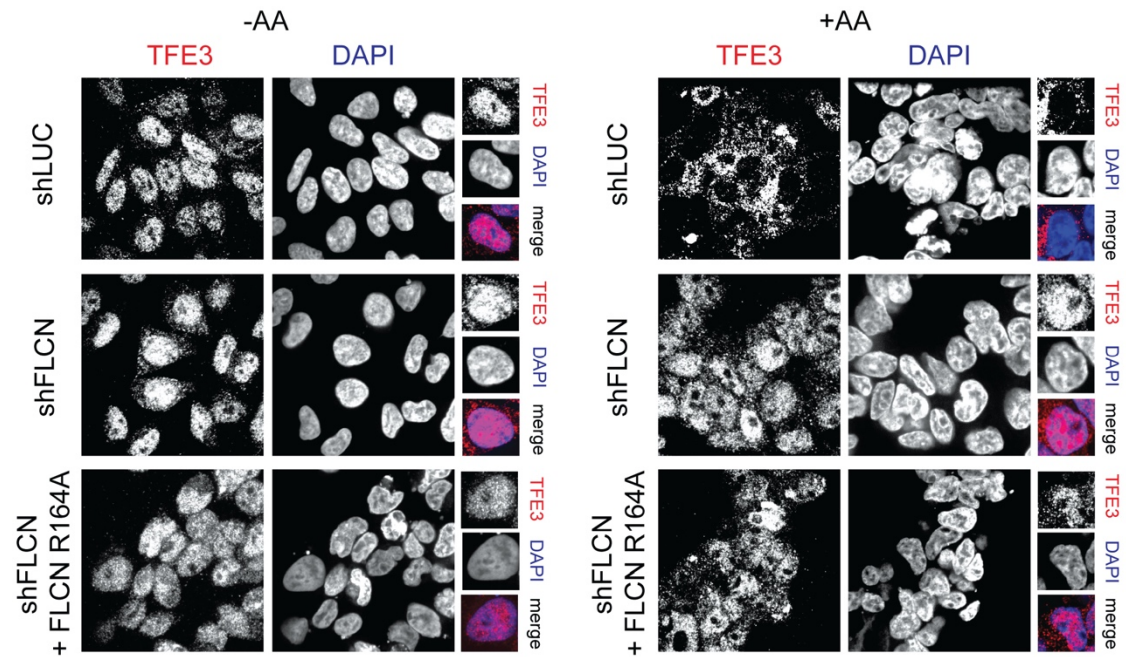 -AA
+AA
TFE3
DAPI
TFE3
DAPI
shLUC
TFE3
DAPI
merge
shLUC
TFE3
DAPI
merge
shFLCN
TFE3
DAPI
merge
shFLCN
TFE3
DAPI
merge
shFLCN
+ FLCN R164A
TFE3
DAPI
merge
shFLCN
+ FLCN R164A
TFE3
DAPI
merge